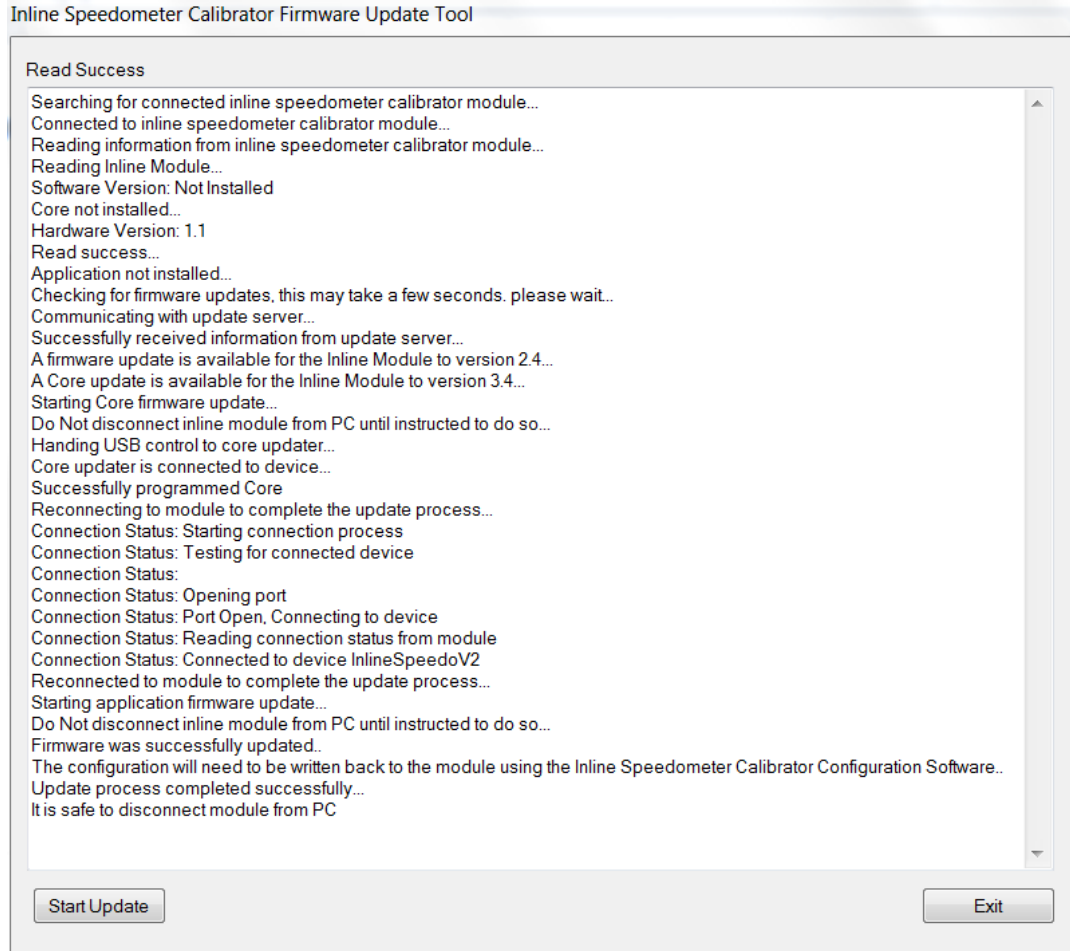 Inline Speedometer Calibrator Firmware Update Tool
Read Success
Searching for connected inline speedometer calibrator module...
Connected to inline speedometer calibrator module...
Reading information from inline speedometer calibrator module...
Reading Inline Module...
Software Version: Not Installed
Core not installed...
Hardware Version: 1.1
Read success...
Application not installed...
Checking for firmware updates, this may take a few seconds. please wait...
Communicating with update server...
Successfully received information from update server...
A firmware update is available for the Inline Module to version 2.4...
A Core update is available for the Inline Module to version 3.4...
Starting Core firmware update...
Do Not disconnect inline module from PC until instructed to do so...
Handing USB control to core updater...
Core updater is connected to device...
Successfully programmed Core
Reconnecting to module to complete the update process...
Connection Status: Starting connection process
Connection Status: Testing for connected device
Connection Status:
Connection Status: Opening port
Connection Status: Port Open, Connecting to device
Connection Status: Reading connection status from module
Connection Status: Connected to device InlineSpeedoV2
Reconnected to module to complete the update process...
Starting application firmware update...
Do Not disconnect inline module from PC until instructed to do so...
Firmware was successfully updated..
The configuration will need to be written back to the module using the Inline Speedometer Calibrator Configuration Software..
Update process completed successfully...
It is safe to disconnect module from PC
Start Update
Exit